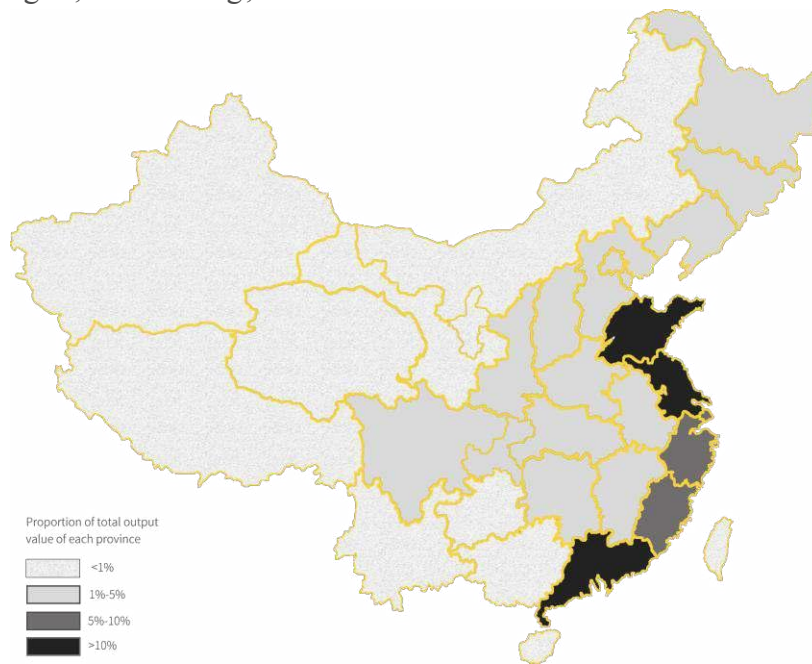 Proportion of total output
value of each province
<1%
1%-5%
5%-10%
>10%